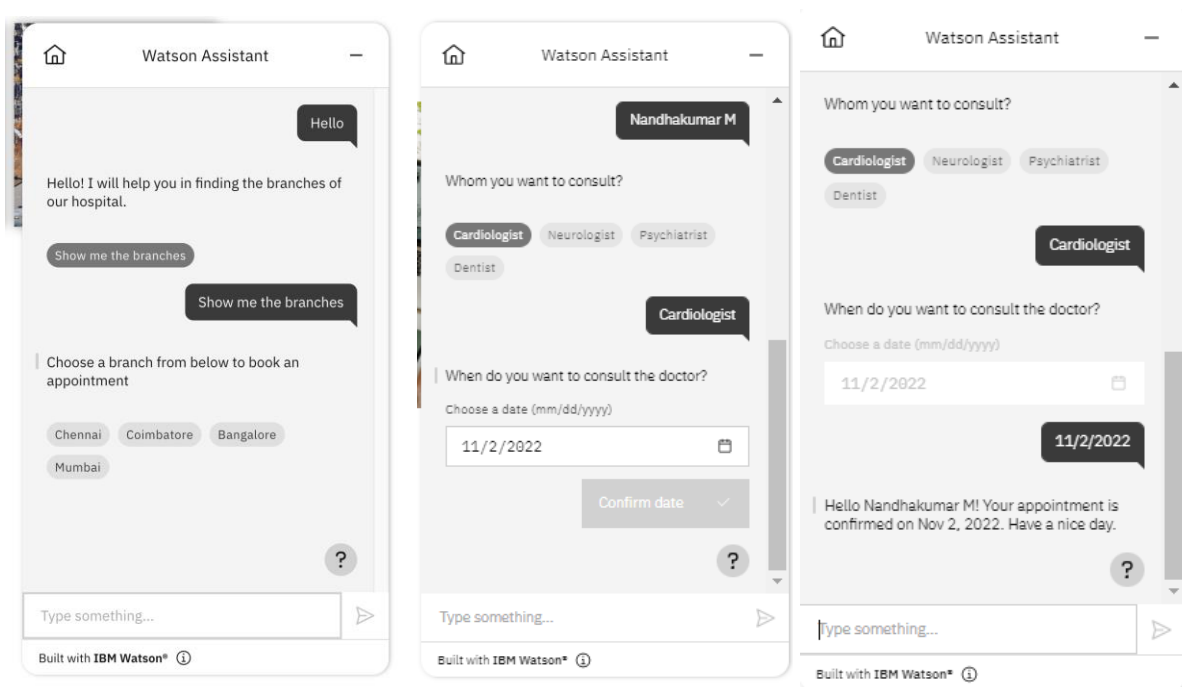 Watson Assistant
Hello
Hello! I will help you in finding the branches of
our hospital.
Show me the branches
Show me the branches
Choose a branch from below to book an
appointment
Chennai Coimbatore Bangalore
Mumbai
?
Type something...
Built with IBM Watson®
Watson Assistant
Nandhakumar M
Whom you want to consult?
Cardiologist Neurologist Psychiatrist
Dentist
Cardiologist
When do you want to consult the doctor?
Choose a date (mm/dd/yyyy)
11/2/2022
Confirm date
?
Type something...
Built with IBM Watson®
Watson Assistant
Whom you want to consult?
Cardiologist Neurologist Psychiatrist
Dentist
Cardiologist
When do you want to consult the doctor?
Choose a date (mm/dd/yyyy)
11/2/2022
11/2/2022
Hello Nandhakumar M! Your appointment is
confirmed on Nov 2, 2022. Have a nice day.
?
Type something...
Built with IBM Watson®